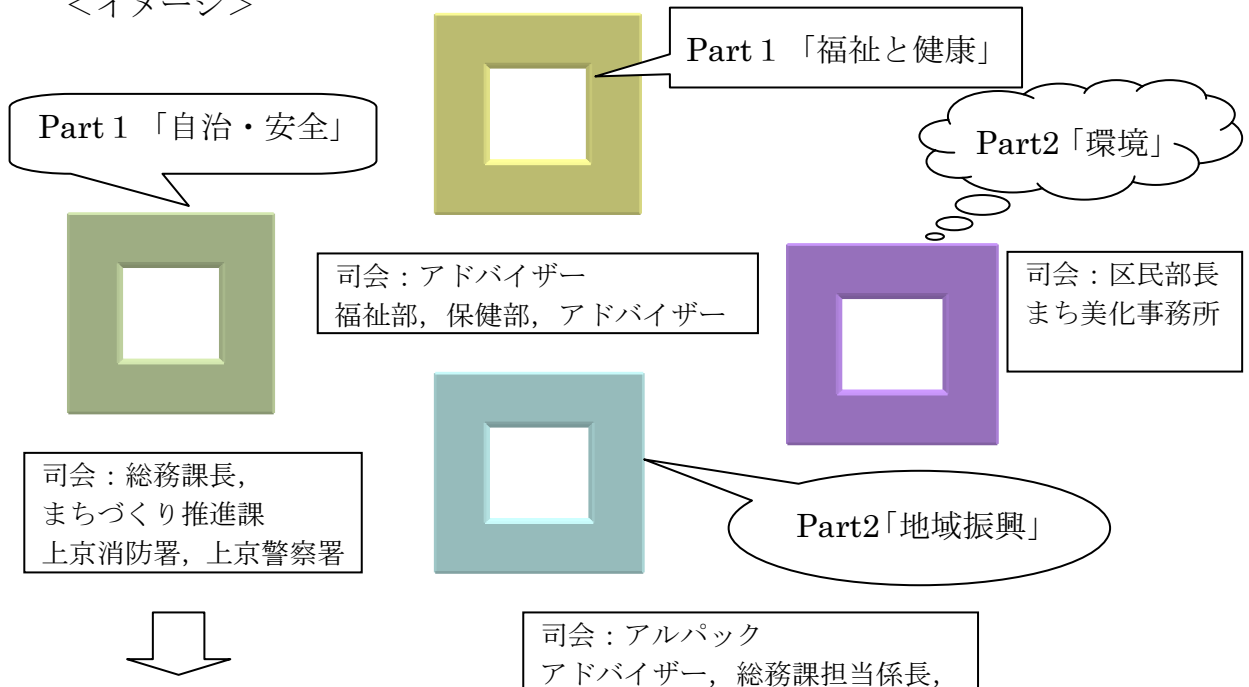 ＜イメージ＞
Part１「福祉と健康」
Part１「自治・安全」
Part2「環境」
司会：アドバイザー
福祉部，保健部，アドバイザー
司会：区民部長
まち美化事務所
司会：総務課長，
まちづくり推進課
上京消防署，上京警察署
Part2「地域振興」
司会：アルパック
アドバイザー，総務課担当係長，